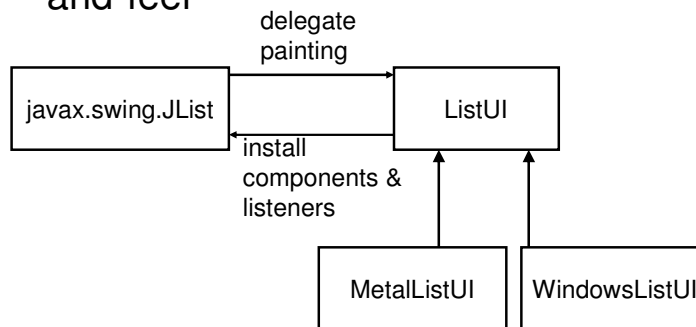 and feel
delegate
painting
javax.swing.JList
ListUI
install
components &
listeners
MetalListUI
WindowsListUI